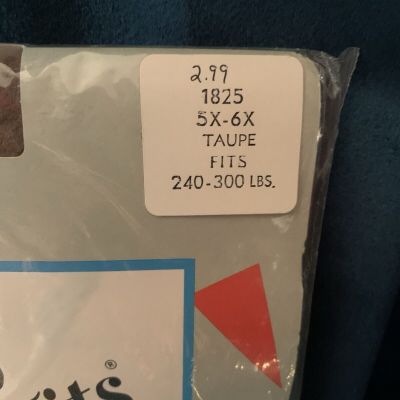 2.99
1825
5X-6X
TAUPE
FITS
240-300 LBS.
®